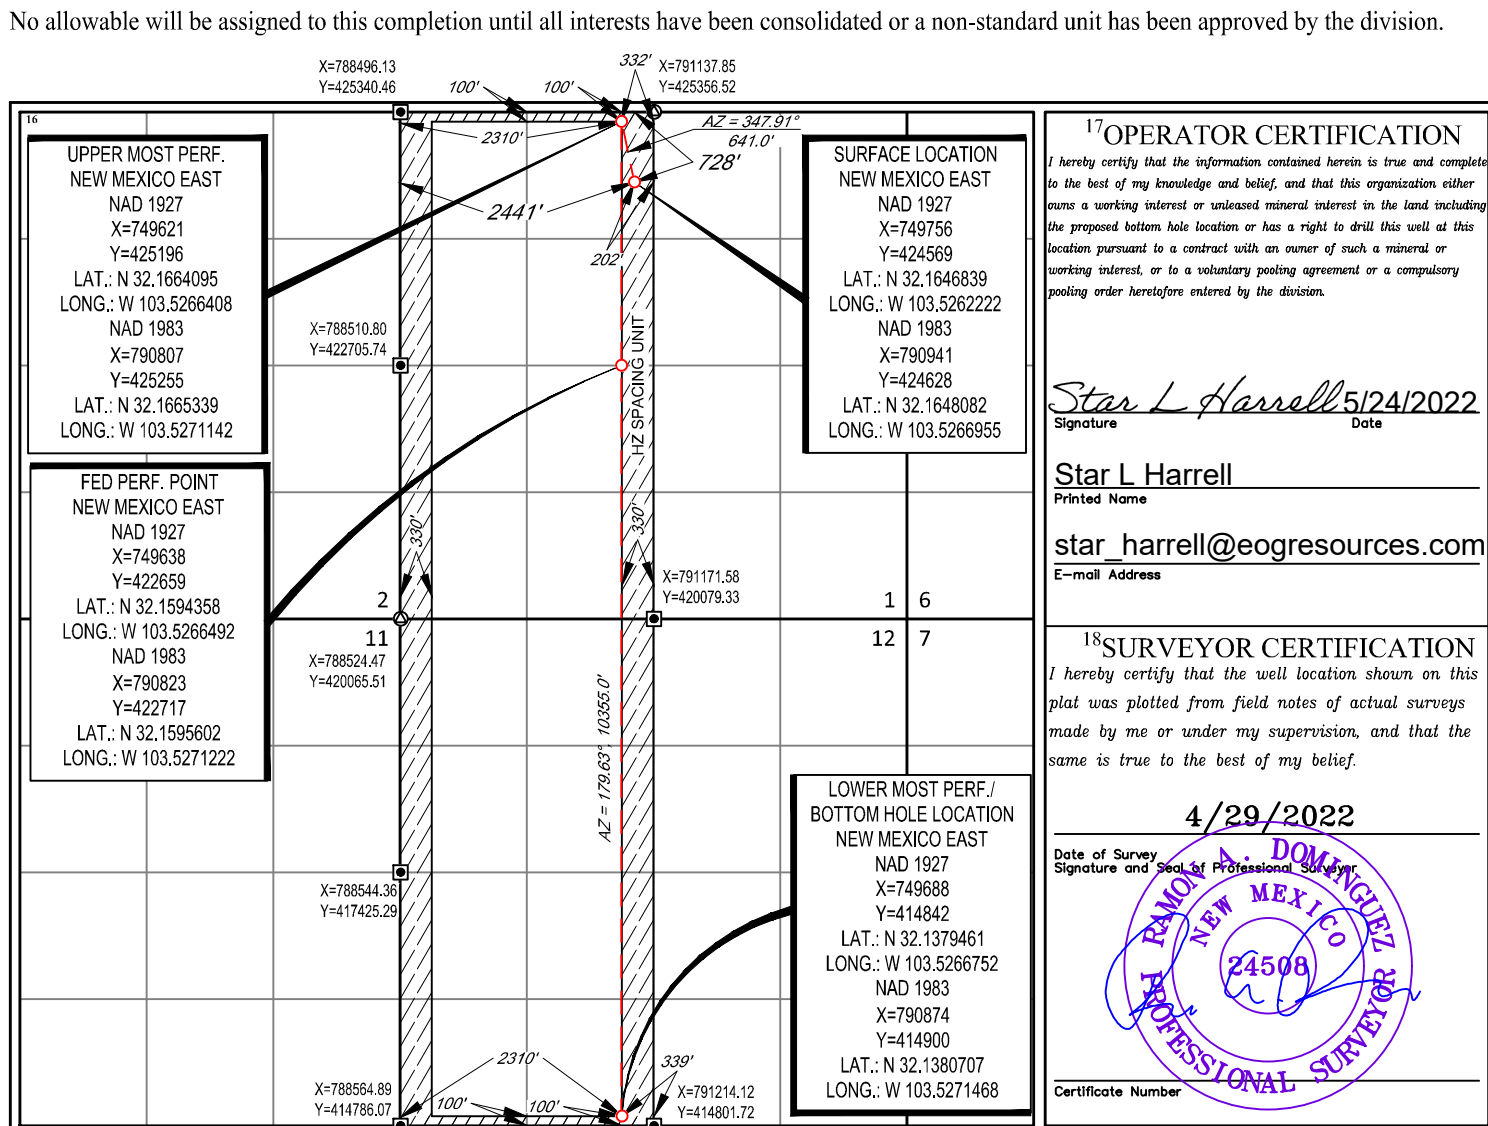 No allowable will be assigned to this completion until all interests have been consolidated or a non-standard unit has been approved by the division.
X=788496.13
Y=425340.46
100'
100'
332'
X=791137.85
Y=425356.52
16
2310'
AZ = 347.91°
641.0'
728'
2441'
202'
UPPER MOST PERF.
NEW MEXICO EAST
NAD 1927
X=749621
Y=425196
LAT.: N 32.1664095
LONG.: W 103.5266408
NAD 1983
X=790807
Y=425255
LAT.: N 32.1665339
LONG.: W 103.5271142
SURFACE LOCATION
NEW MEXICO EAST
NAD 1927
X=749756
Y=424569
LAT.: N 32.1646839
LONG.: W 103.5262222
NAD 1983
X=790941
Y=424628
LAT.: N 32.1648082
LONG.: W 103.5266955
X=788510.80
Y=422705.74
HZ SPACING UNIT
FED PERF. POINT
NEW MEXICO EAST
NAD 1927
X=749638
Y=422659
LAT.: N 32.1594358
LONG.: W 103.5266492
NAD 1983
X=790823
Y=422717
LAT.: N 32.1595602
LONG.: W 103.5271222
330'
330'
X=791171.58
Y=420079.33
2
1 6
11
12 7
X=788524.47
Y=420065.51
AZ = 179.63°, 10355.0'
X=788544.36
Y=417425.29
LOWER MOST PERF./
BOTTOM HOLE LOCATION
NEW MEXICO EAST
NAD 1927
X=749688
Y=414842
LAT.: N 32.1379461
LONG.: W 103.5266752
NAD 1983
X=790874
Y=414900
LAT.: N 32.1380707
LONG.: W 103.5271468
2310'
339'
X=788564.89
Y=414786.07
100'
100'
X=791214.12
Y=414801.72
17OPERATOR CERTIFICATION
I hereby certify that the information contained herein is true and complete
to the best of my knowledge and belief, and that this organization either
owns a working interest or unleased mineral interest in the land including
the proposed bottom hole location or has a right to drill this well at this
location pursuant to a contract with an owner of such a mineral or
working interest, or to a voluntary pooling agreement or a compulsory
pooling order heretofore entered by the division.
Star L Harrell 5/24/2022
Signature Date
Star L Harrell
Printed Name
star_harrell@eogresources.com
E-mail Address
18SURVEYOR CERTIFICATION
I hereby certify that the well location shown on this
plat was plotted from field notes of actual surveys
made by me or under my supervision, and that the
same is true to the best of my belief.
4/29/2022
Date of Survey
Signature and Seal of Professional Surveyor
RAMON A. DOMINGUEZ
NEW MEXICO
24508
PROFESSIONAL SURVEYOR
Certificate Number